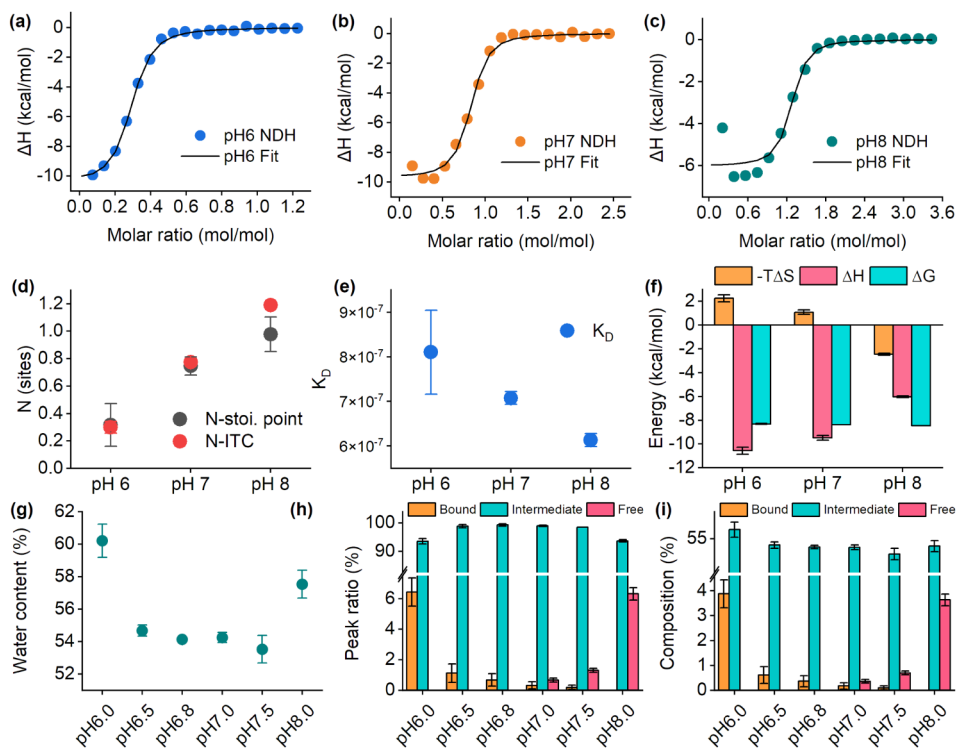 (a)
0
-2
-4
-6
-8
-10
ΔH (kcal/mol)
pH6 NDH
pH6 Fit
0.0 0.2 0.4 0.6 0.8 1.0 1.2
Molar ratio (mol/mol)
(b)
0
-2
-4
-6
-8
-10
ΔH (kcal/mol)
pH7 NDH
pH7 Fit
0.0 0.5 1.0 1.5 2.0 2.5
Molar ratio (mol/mol)
(c)
0
-2
-4
-6
ΔH (kcal/mol)
pH8 NDH
pH8 Fit
0.0 0.6 1.2 1.8 2.4 3.0 3.6
Molar ratio (mol/mol)
(d)
1.2
1.0
0.8
0.6
0.4
0.2
0.0
N (sites)
N-stoi. point
N-ITC
pH 6 pH 7 pH 8
(e)
9×10⁻⁷
8×10⁻⁷
7×10⁻⁷
6×10⁻⁷
K_D
K_D
pH 6 pH 7 pH 8
(f)
-TΔS ΔH ΔG
2
0
-2
-4
-6
-8
-10
-12
Energy (kcal/mol)
pH 6 pH 7 pH 8
(g)
62
60
58
56
54
52
Water content (%)
pH6.0 pH6.5 pH6.8 pH7.0 pH7.5 pH8.0
(h)
Bound Intermediate Free
100
90
6
4
2
0
Peak ratio (%)
pH6.0 pH6.5 pH6.8 pH7.0 pH7.5 pH8.0
(i)
Bound Intermediate Free
55
4
3
2
1
0
Composition (%)
pH6.0 pH6.5 pH6.8 pH7.0 pH7.5 pH8.0